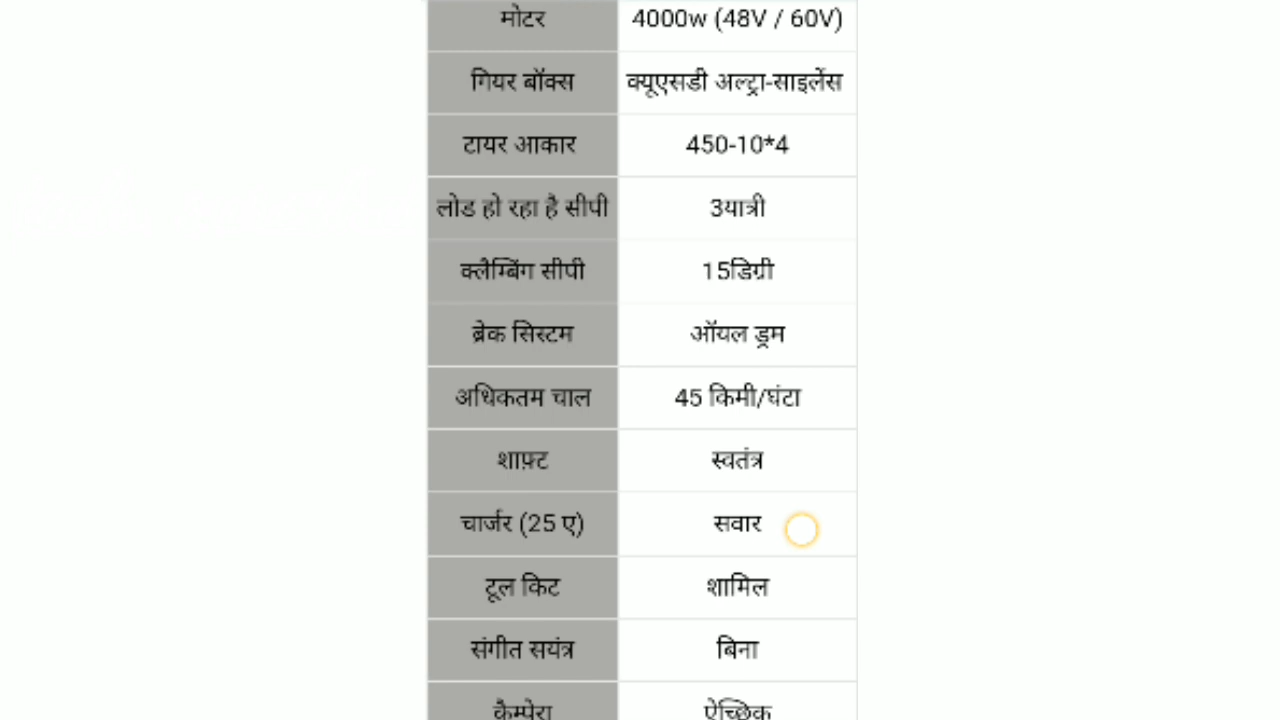 मोटर 4000w (48V / 60V)
गियर बॉक्स क्यूएसडी अल्ट्रा-साइलेंस
टायर आकार 450-10*4
लोड हो रहा है सीपी 3यात्री
क्लैम्बिंग सीपी 15डिग्री
ब्रेक सिस्टम ऑयल ड्रम
अधिकतम चाल 45 किमी/घंटा
शाफ़्ट स्वतंत्र
चार्जर (25 ए) सवार
टूल किट शामिल
संगीत सयंत्र बिना
कैम्पेरा ऐच्छिक